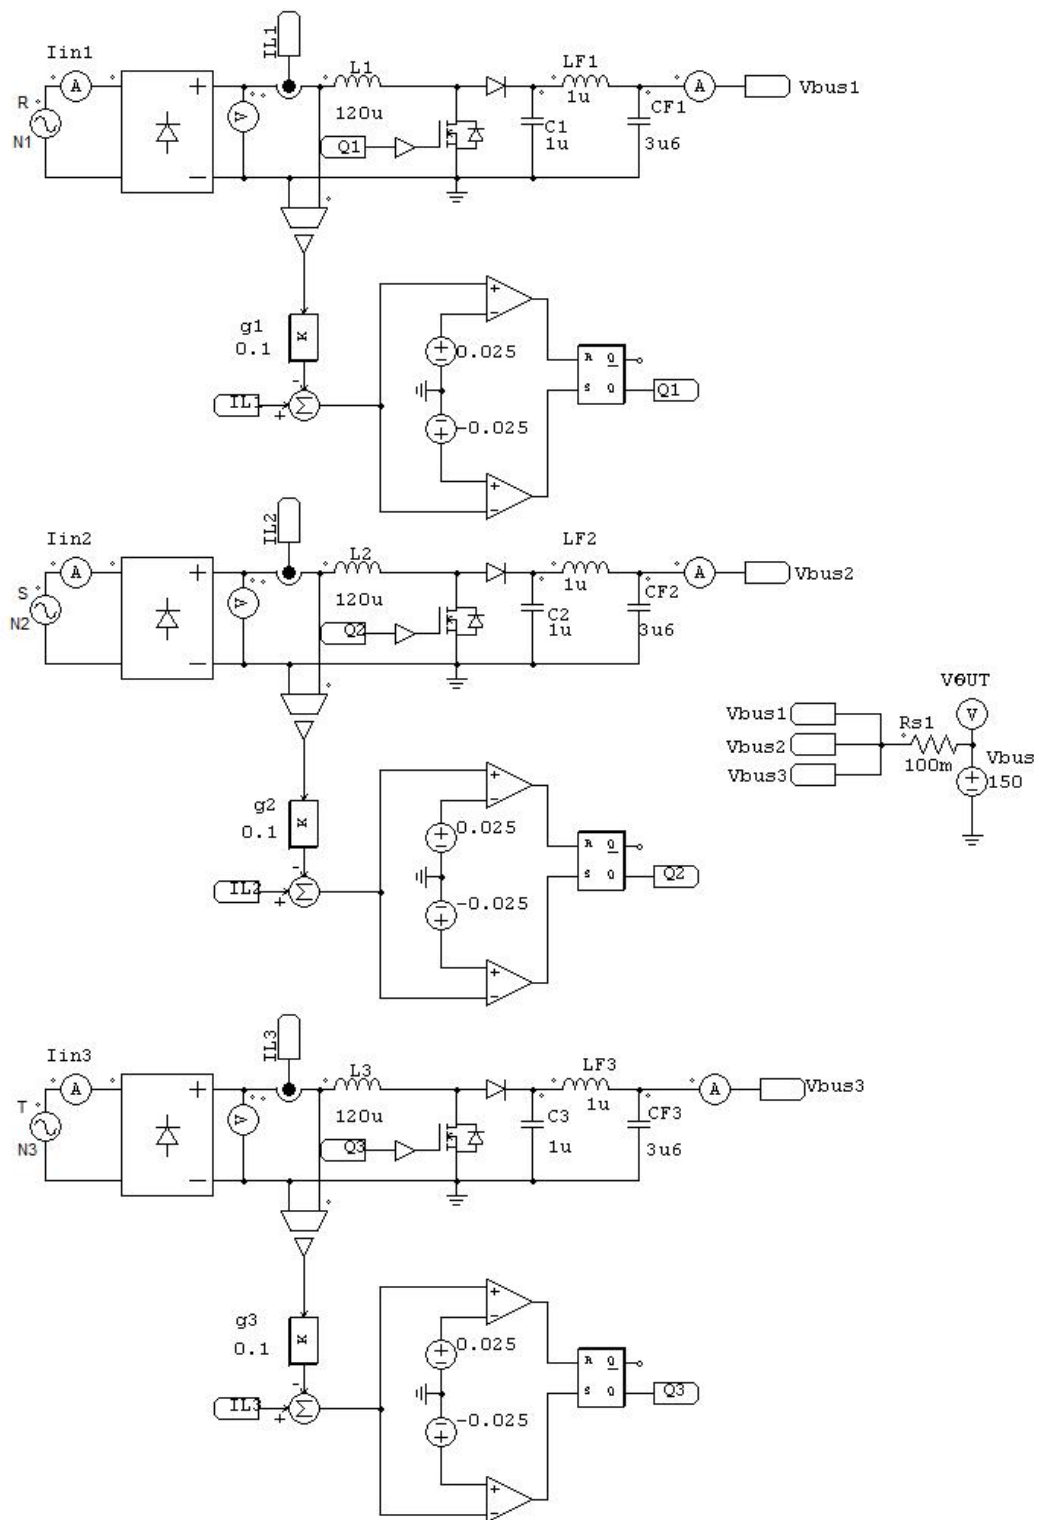 IL1
Iin1
L1
LF1
R
120u
1u
CF1
Vbus1
N1
Q1
C1
1u
3u6
g1
K
0.1
0.025
R Q
IL1
Σ
S Q
Q1
-0.025
IL2
Iin2
L2
LF2
S
120u
1u
CF2
Vbus2
N2
Q2
C2
1u
3u6
VOUT
V
Vbus1
Rs1
Vbus2
Vbus
Vbus3
100m
150
g2
K
0.1
0.025
R Q
IL2
Σ
S Q
Q2
-0.025
IL3
Iin3
L3
LF3
T
120u
1u
CF3
Vbus3
N3
Q3
C3
1u
3u6
g3
K
0.1
0.025
R Q
IL3
Σ
S Q
Q3
-0.025